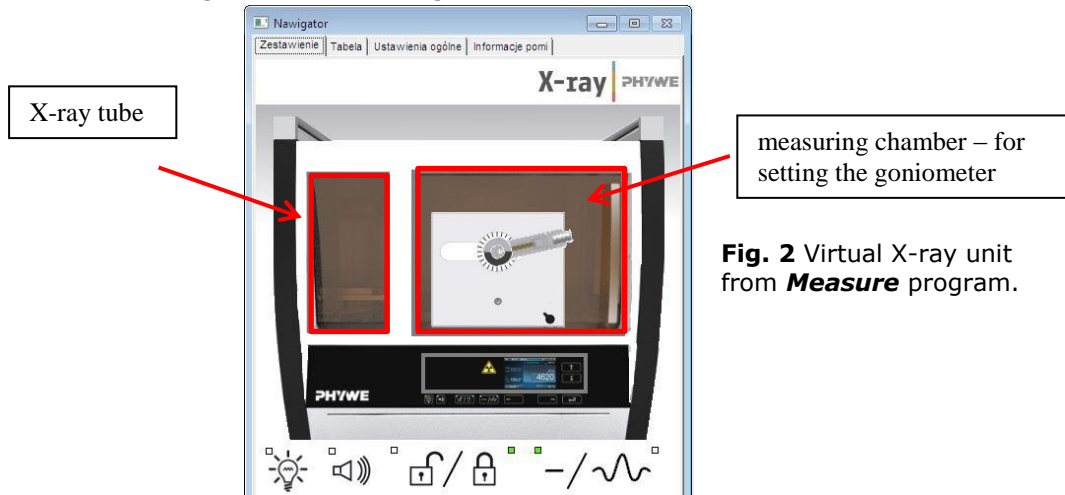 Nawigator
Zestawienie Tabela Ustawienia ogólne Informacje pomi
X-ray PHYWE
X-ray tube
measuring chamber – for
setting the goniometer
Fig. 2 Virtual X-ray unit
from Measure program.
4620
PHYWE